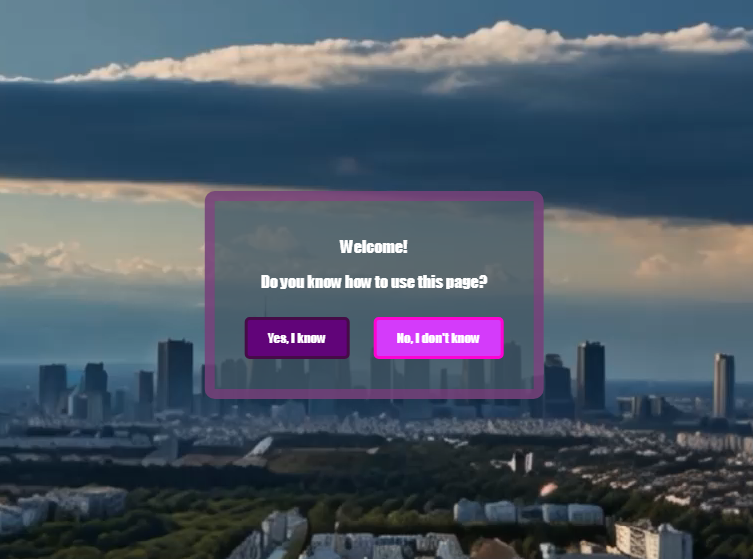 Welcome!
Do you know how to use this page?
Yes, I know
No, I don't know